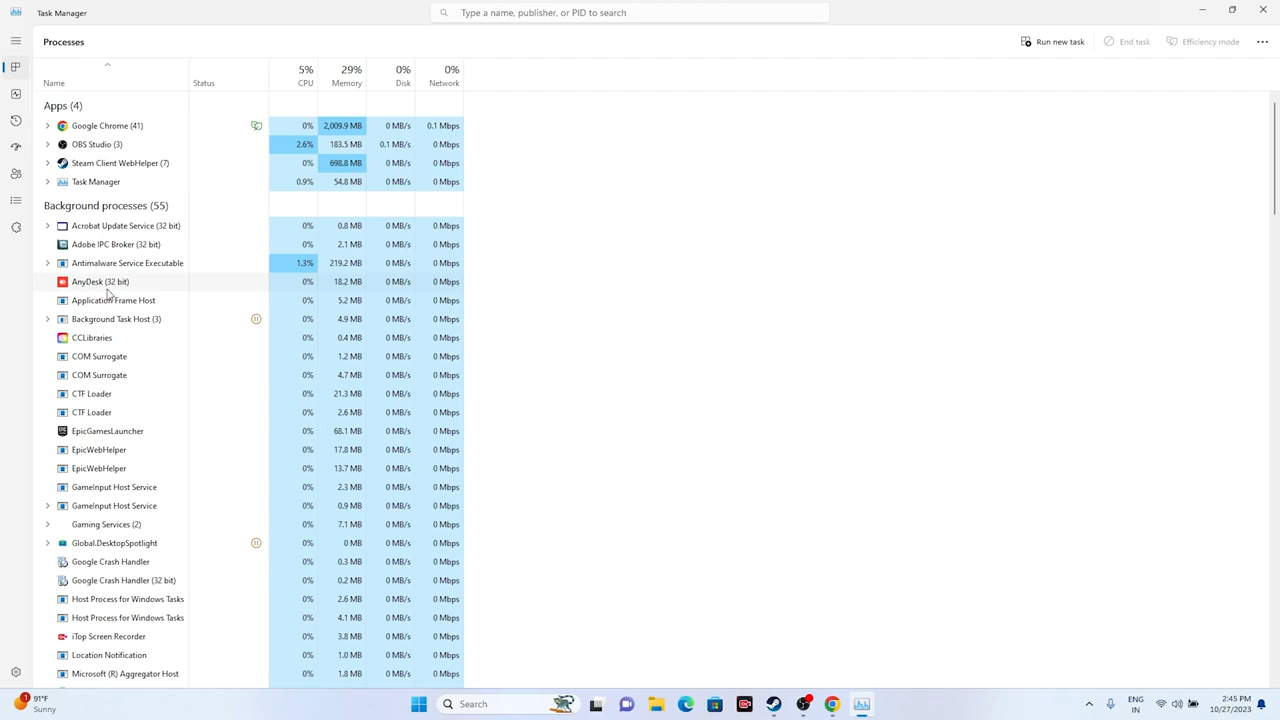 Task Manager
Type a name, publisher, or PID to search
Processes
Run new task
End task
Efficiency mode
5% 29% 0% 0%
Name Status CPU Memory Disk Network
Apps (4)
Google Chrome (41) 0% 2,009.9 MB 0 MB/s 0.1 Mbps
OBS Studio (3) 2.6% 183.5 MB 0.1 MB/s 0 Mbps
Steam Client WebHelper (7) 0% 698.8 MB 0 MB/s 0 Mbps
Task Manager 0.9% 54.8 MB 0 MB/s 0 Mbps
Background processes (55)
Acrobat Update Service (32 bit) 0% 0.8 MB 0 MB/s 0 Mbps
Adobe IPC Broker (32 bit) 0% 2.1 MB 0 MB/s 0 Mbps
Antimalware Service Executable 1.3% 219.2 MB 0 MB/s 0 Mbps
AnyDesk (32 bit) 0% 18.2 MB 0 MB/s 0 Mbps
Application Frame Host 0% 5.2 MB 0 MB/s 0 Mbps
Background Task Host (3) 0% 4.9 MB 0 MB/s 0 Mbps
CCLibraries 0% 0.4 MB 0 MB/s 0 Mbps
COM Surrogate 0% 1.2 MB 0 MB/s 0 Mbps
COM Surrogate 0% 4.7 MB 0 MB/s 0 Mbps
CTF Loader 0% 21.3 MB 0 MB/s 0 Mbps
CTF Loader 0% 2.6 MB 0 MB/s 0 Mbps
EpicGamesLauncher 0% 68.1 MB 0 MB/s 0 Mbps
EpicWebHelper 0% 17.8 MB 0 MB/s 0 Mbps
EpicWebHelper 0% 13.7 MB 0 MB/s 0 Mbps
GameInput Host Service 0% 2.3 MB 0 MB/s 0 Mbps
GameInput Host Service 0% 0.9 MB 0 MB/s 0 Mbps
Gaming Services (2) 0% 7.1 MB 0 MB/s 0 Mbps
Global.DesktopSpotlight 0% 0 MB 0 MB/s 0 Mbps
Google Crash Handler 0% 0.3 MB 0 MB/s 0 Mbps
Google Crash Handler (32 bit) 0% 0.2 MB 0 MB/s 0 Mbps
Host Process for Windows Tasks 0% 2.6 MB 0 MB/s 0 Mbps
Host Process for Windows Tasks 0% 4.1 MB 0 MB/s 0 Mbps
iTop Screen Recorder 0% 3.8 MB 0 MB/s 0 Mbps
Location Notification 0% 1.0 MB 0 MB/s 0 Mbps
Microsoft (R) Aggregator Host 0% 1.8 MB 0 MB/s 0 Mbps
1
91°F
Sunny
Search
ENG
IN
2:45 PM
10/27/2023